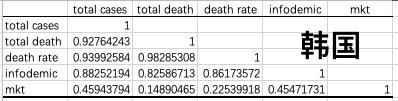 total cases total death death rate infodemic mkt
total cases 1
total death 0.92764243 1
death rate 0.93992584 0.98285308 1
infodemic 0.88252194 0.82586713 0.86173572 1
mkt 0.45943794 0.14890465 0.22539918 0.45471731 1
韩国